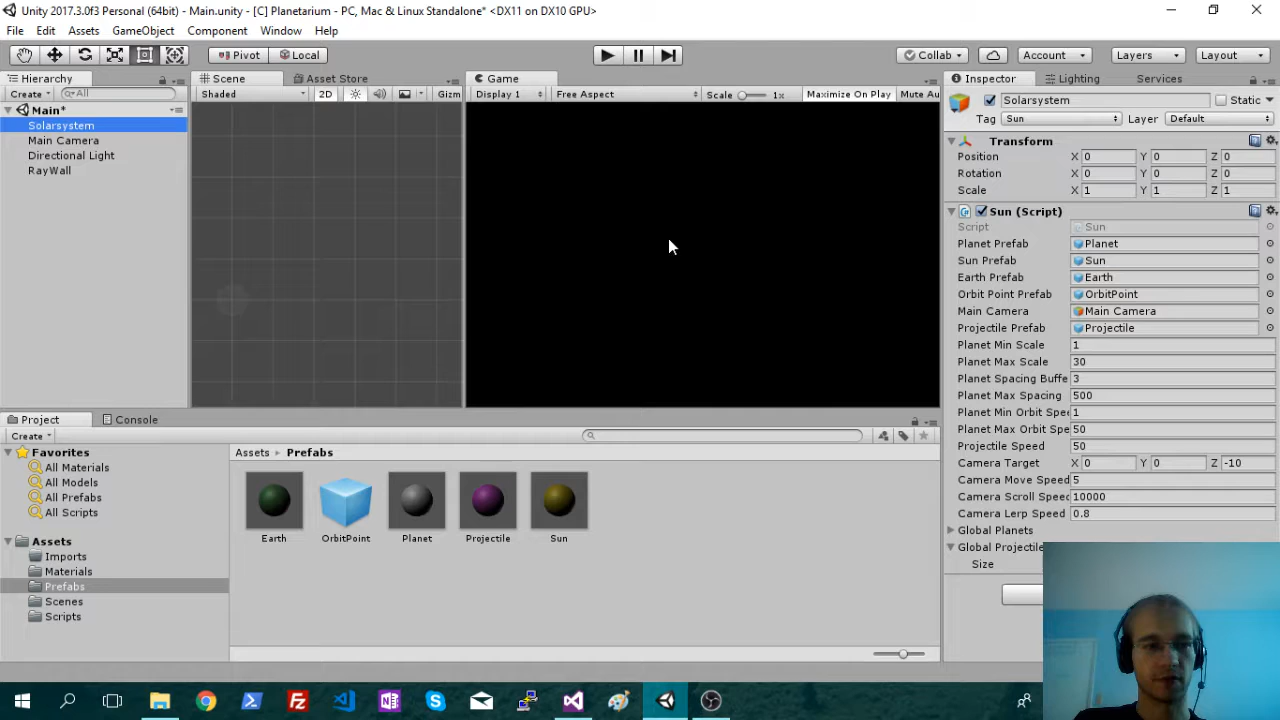 Unity 2017.3.0f3 Personal (64bit) - Main.unity - [C] Planetarium - PC, Mac & Linux Standalone* <DX11 on DX10 GPU>
File Edit Assets GameObject Component Window Help
Pivot Local Collab Account Layers Layout
Hierarchy Scene Asset Store Game Inspector Lighting Services
Create All Shaded 2D Gizm Display 1 Free Aspect Scale 1x Maximize On Play Mute Au Solarsystem Static
Main*
Tag Sun Layer Default
Solarsystem
Main Camera
Directional Light
RayWall
Transform
Position X 0 Y 0 Z 0
Rotation X 0 Y 0 Z 0
Scale X 1 Y 1 Z 1
Sun (Script)
Script Sun
Planet Prefab Planet
Sun Prefab Sun
Earth Prefab Earth
Orbit Point Prefab OrbitPoint
Main Camera Main Camera
Projectile Prefab Projectile
Planet Min Scale 1
Planet Max Scale 30
Planet Spacing Buffe 3
Planet Max Spacing 500
Planet Min Orbit Spe 1
Planet Max Orbit Spe 50
Projectile Speed 50
Camera Target X 0 Y 0 Z -10
Camera Move Speed 5
Camera Scroll Speed 10000
Camera Lerp Speed 0.8
Global Planets
Global Projectile
Size
Project Console
Create
Favorites
All Materials
All Models
All Prefabs
All Scripts
Assets
Imports
Materials
Prefabs
Scenes
Scripts
Assets Prefabs
Earth OrbitPoint Planet Projectile Sun